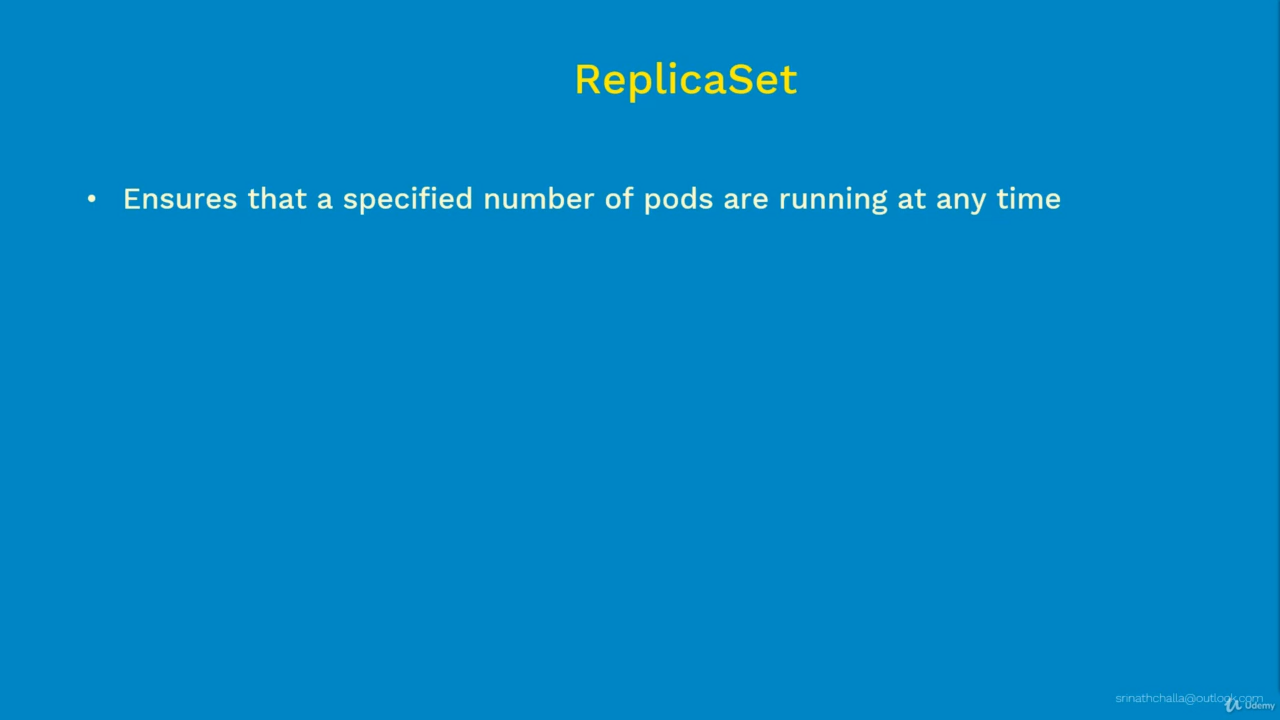 ReplicaSet
• Ensures that a specified number of pods are running at any time
srinathchalla@outlook.com
Udemy